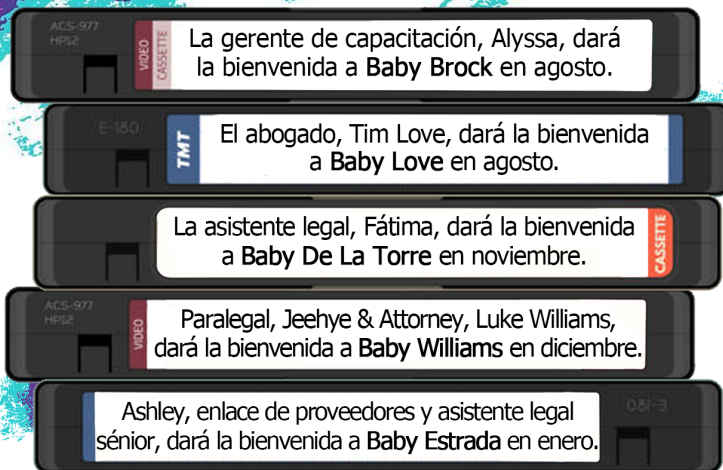 ACS-977
HP12
VIDEO
CASSETTE
La gerente de capacitación, Alyssa, dará
la bienvenida a Baby Brock en agosto.
E-180
TMT
El abogado, Tim Love, dará la bienvenida
a Baby Love en agosto.
La asistente legal, Fátima, dará la bienvenida
a Baby De La Torre en noviembre.
CASSETTE
ACS-977
HP12
VIDEO
Paralegal, Jeehye & Attorney, Luke Williams,
dará la bienvenida a Baby Williams en diciembre.
Ashley, enlace de proveedores y asistente legal
sénior, dará la bienvenida a Baby Estrada en enero.
E-180